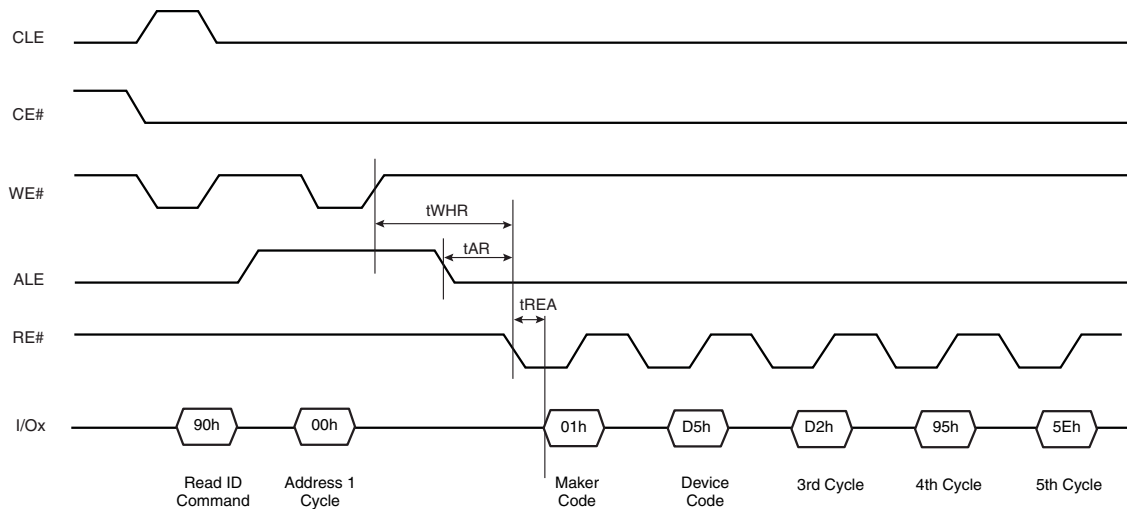 CLE
CE#
WE#
tWHR
tAR
ALE
tREA
RE#
I/Ox
90h
00h
01h
D5h
D2h
95h
5Eh
Read ID
Command
Address 1
Cycle
Maker
Code
Device
Code
3rd Cycle
4th Cycle
5th Cycle